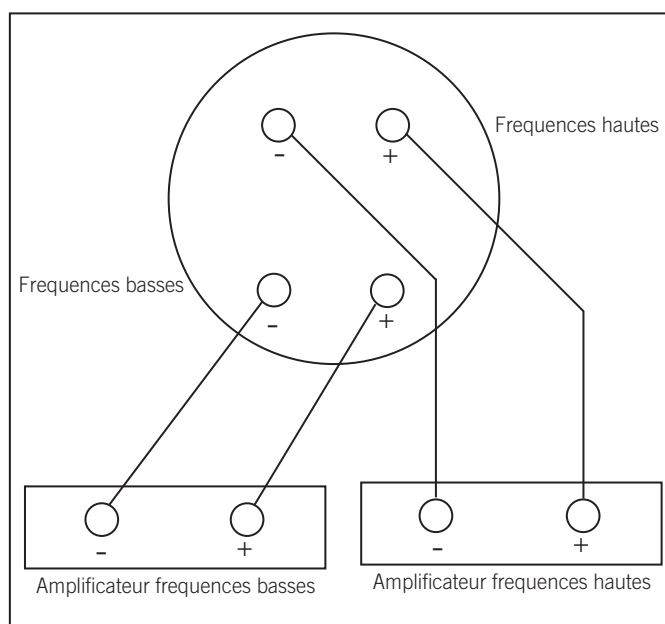 Frequences hautes
-
+
Frequences basses
-
+
-
+
Amplificateur frequences basses
-
+
Amplificateur frequences hautes